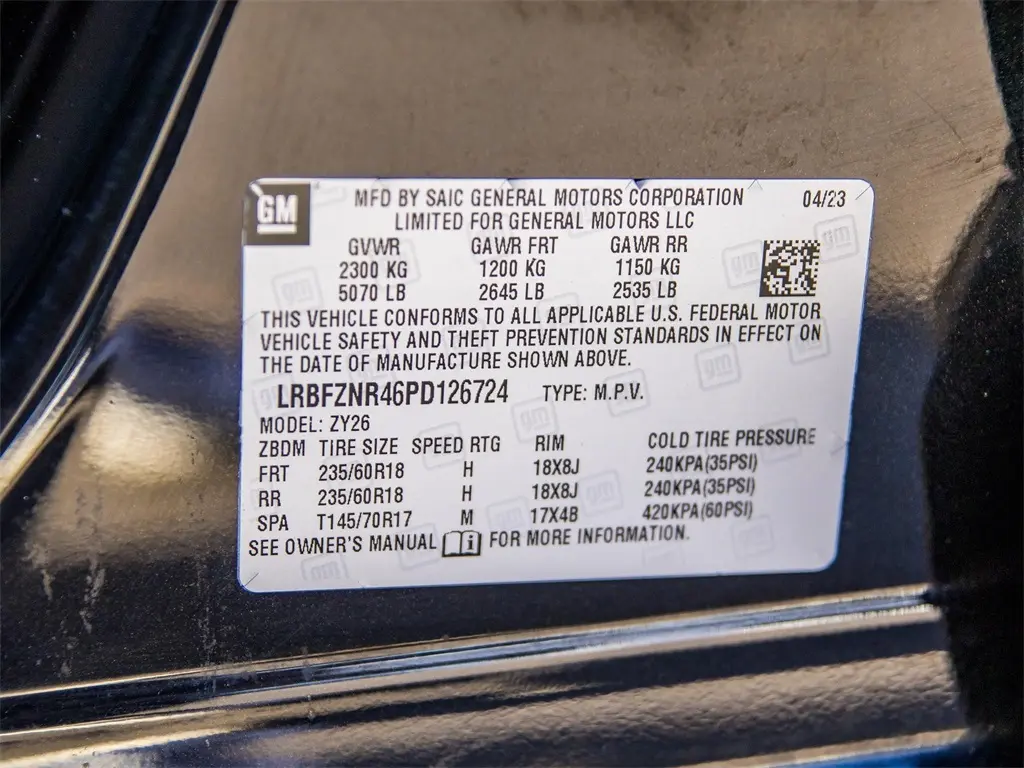 GM
MFD BY SAIC GENERAL MOTORS CORPORATION 04/23
LIMITED FOR GENERAL MOTORS LLC
GVWR GAWR FRT GAWR RR
2300 KG 1200 KG 1150 KG
5070 LB 2645 LB 2535 LB
THIS VEHICLE CONFORMS TO ALL APPLICABLE U.S. FEDERAL MOTOR
VEHICLE SAFETY AND THEFT PREVENTION STANDARDS IN EFFECT ON
THE DATE OF MANUFACTURE SHOWN ABOVE.
LRBFZNR46PD126724 TYPE: M.P.V.
MODEL: ZY26
ZBDM TIRE SIZE SPEED RTG RIM COLD TIRE PRESSURE
FRT 235/60R18 H 18X8J 240KPA(35PSI)
RR 235/60R18 H 18X8J 240KPA(35PSI)
SPA T145/70R17 M 17X4B 420KPA(60PSI)
SEE OWNER'S MANUAL i FOR MORE INFORMATION.